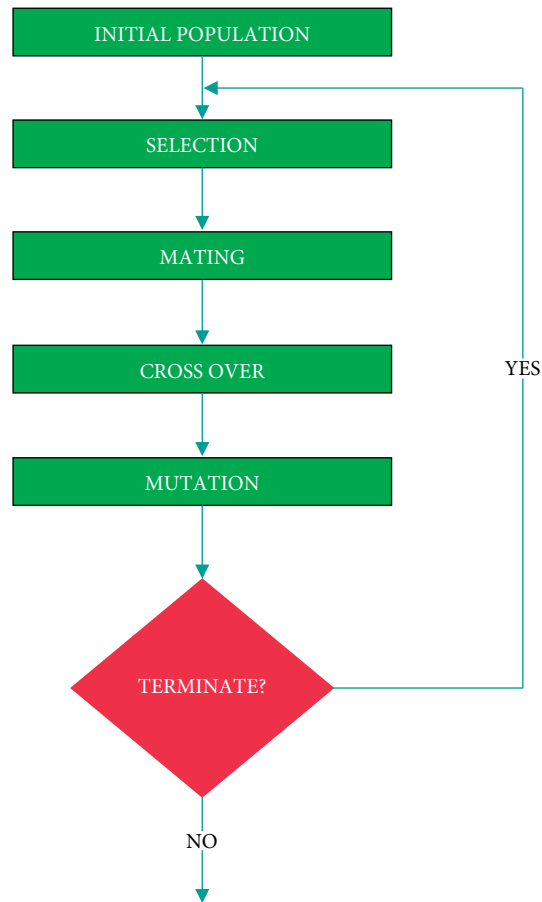 INITIAL POPULATION
SELECTION
MATING
CROSS OVER
YES
MUTATION
TERMINATE?
NO